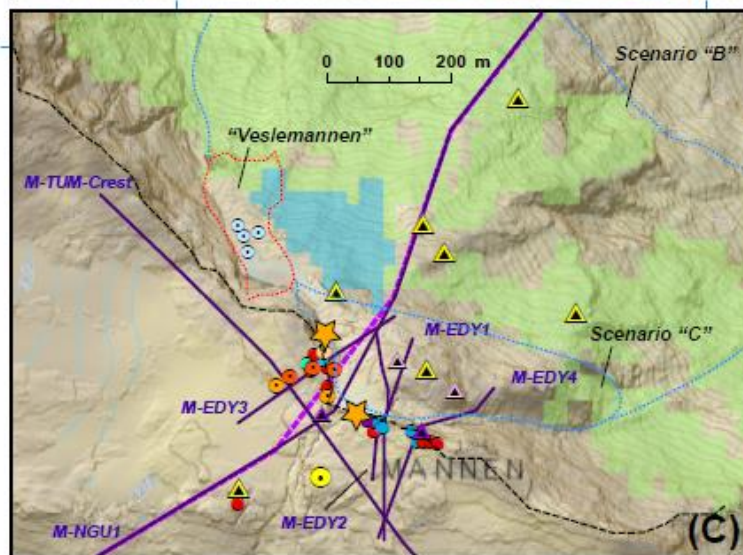 0 100 200 m
Scenario "B"
"Veslemannen"
M-TUM-Crest
M-EDY1
Scenario "C"
M-EDY4
M-EDY3
MANNEN
M-EDY2
M-NGU1
(C)